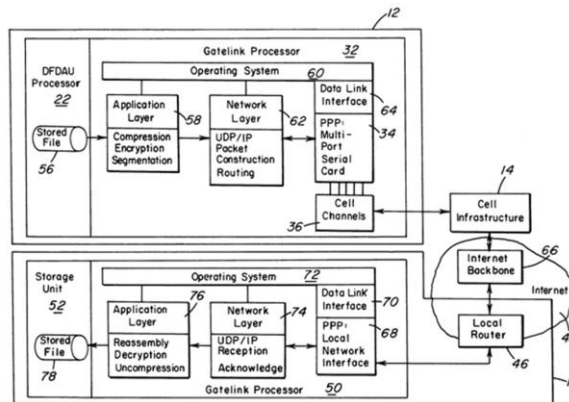 12
Gatelink Processor 32
DFDAU
Processor
22
Operating System
60
Stored
File
56
Application
Layer
58
Compression
Encryption
Segmentation
Network
Layer
62
UDP/IP
Packet
Construction
Routing
Data Link
Interface
64
PPP:
Multi-
Port
Serial
Card
34
Cell
Channels
36
14
Cell
Infrastructure
Internet
Backbone
66
Internet
Local
Router
46
Storage
Unit
52
Operating System 72
Stored
File
78
Application
Layer
76
Reassembly
Decryption
Uncompression
Network
Layer
74
UDP/IP
Reception
Acknowledge
Data Link
Interface
70
PPP:
Local
Network
Interface
68
Gatelink Processor 50